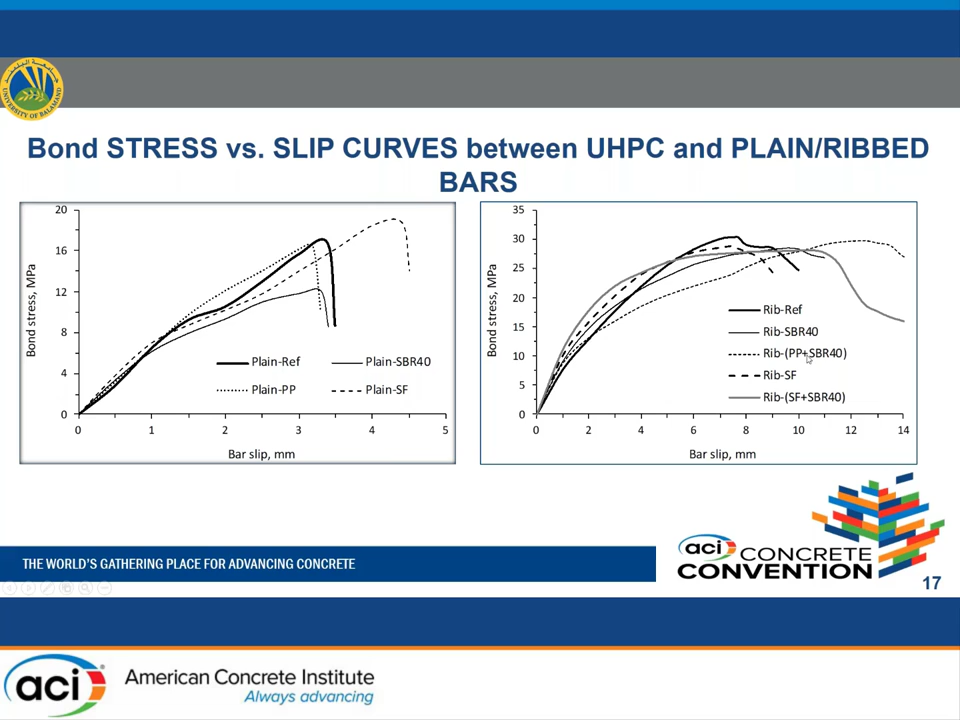 UNIVERSITY OF BALAMAND
Bond STRESS vs. SLIP CURVES between UHPC and PLAIN/RIBBED
BARS
20
16
12
8
4
0
Bond stress, MPa
0 1 2 3 4 5
Bar slip, mm
Plain-Ref
Plain-SBR40
Plain-PP
Plain-SF
35
30
25
20
15
10
5
0
Bond stress, MPa
0 2 4 6 8 10 12 14
Bar slip, mm
Rib-Ref
Rib-SBR40
Rib-(PP+SBR40)
Rib-SF
Rib-(SF+SBR40)
THE WORLD'S GATHERING PLACE FOR ADVANCING CONCRETE
aci CONCRETE
CONVENTION
17
aci
American Concrete Institute
Always advancing